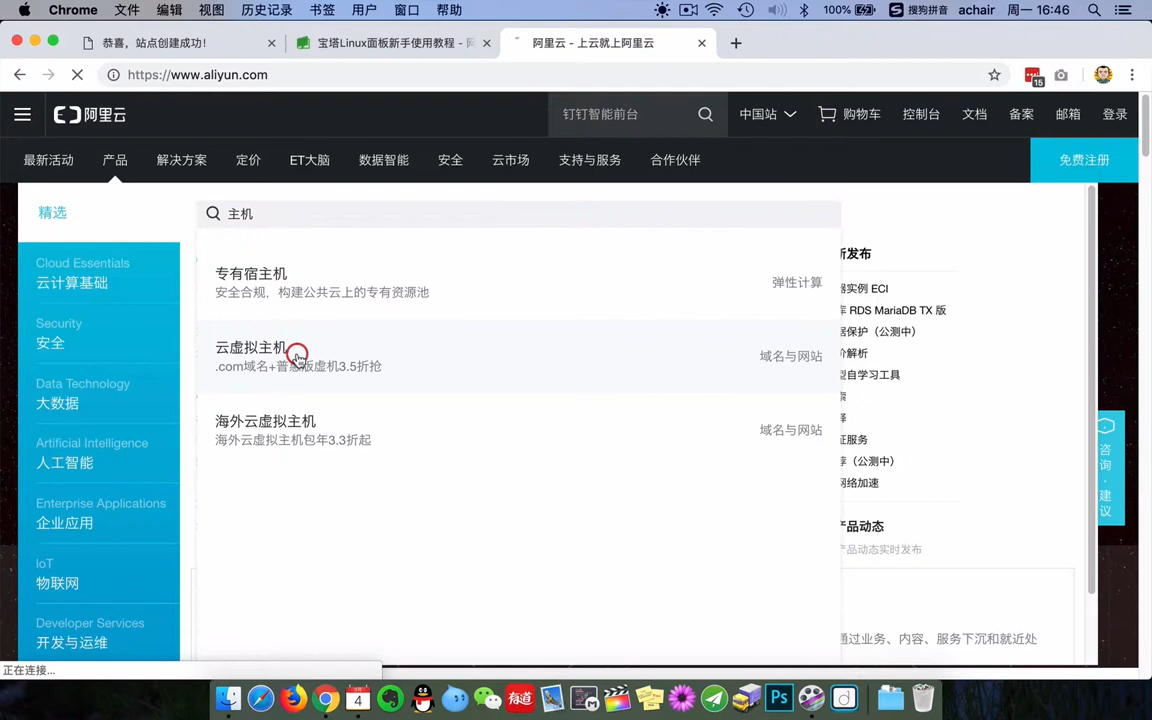 Chrome 文件 编辑 视图 历史记录 书签 用户 窗口 帮助 100% 搜狗拼音 achair 周一 16:46
恭喜，站点创建成功！ 宝塔Linux面板新手使用教程 - 阿里云 - 上云就上阿里云
https://www.aliyun.com 15
阿里云 钉钉智能前台 中国站 购物车 控制台 文档 备案 邮箱 登录
最新活动 产品 解决方案 定价 ET大脑 数据智能 安全 云市场 支持与服务 合作伙伴 免费注册
精选
主机
Cloud Essentials
云计算基础
Security
安全
Data Technology
大数据
Artificial Intelligence
人工智能
Enterprise Applications
企业应用
IoT
物联网
Developer Services
开发与运维
专有宿主机
安全合规，构建公共云上的专有资源池
弹性计算
云虚拟主机
.com域名+普惠版虚机3.5折抢
域名与网站
海外云虚拟主机
海外云虚拟主机包年3.3折起
域名与网站
新发布
器实例 ECI
RDS MariaDB TX 版
据保护（公测中）
价解析
型自学习工具
索
译
证服务
荐（公测中）
网络加速
产品动态
产品动态实时发布
通过业务、内容、服务下沉和就近处
咨询·建议
正在连接...
4 有道 Ps d